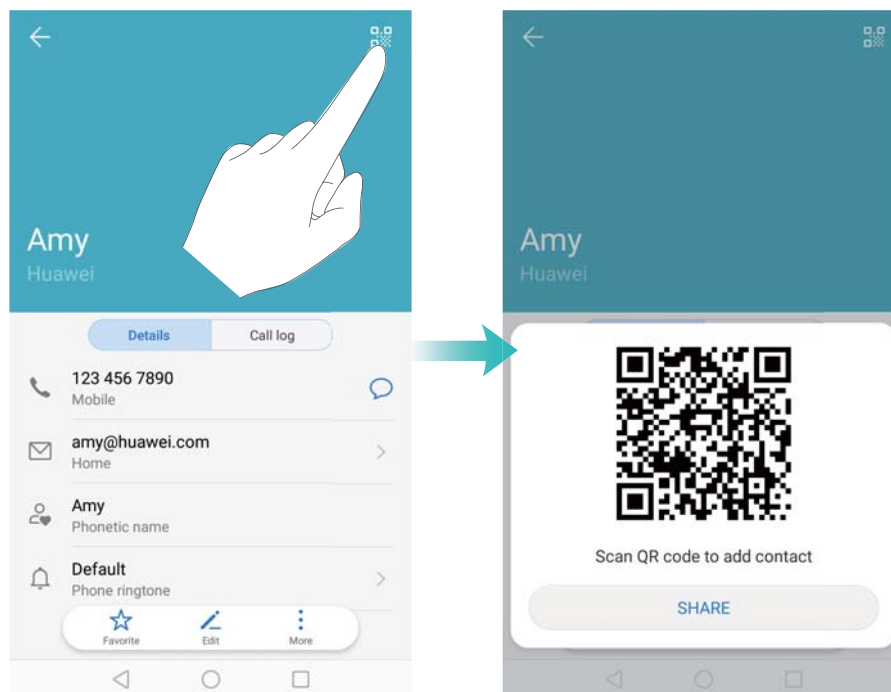 Amy
Huawei
Details Call log
123 456 7890
Mobile
amy@huawei.com
Home
Amy
Phonetic name
Default
Phone ringtone
Favorite Edit More
Amy
Huawei
Scan QR code to add contact
SHARE